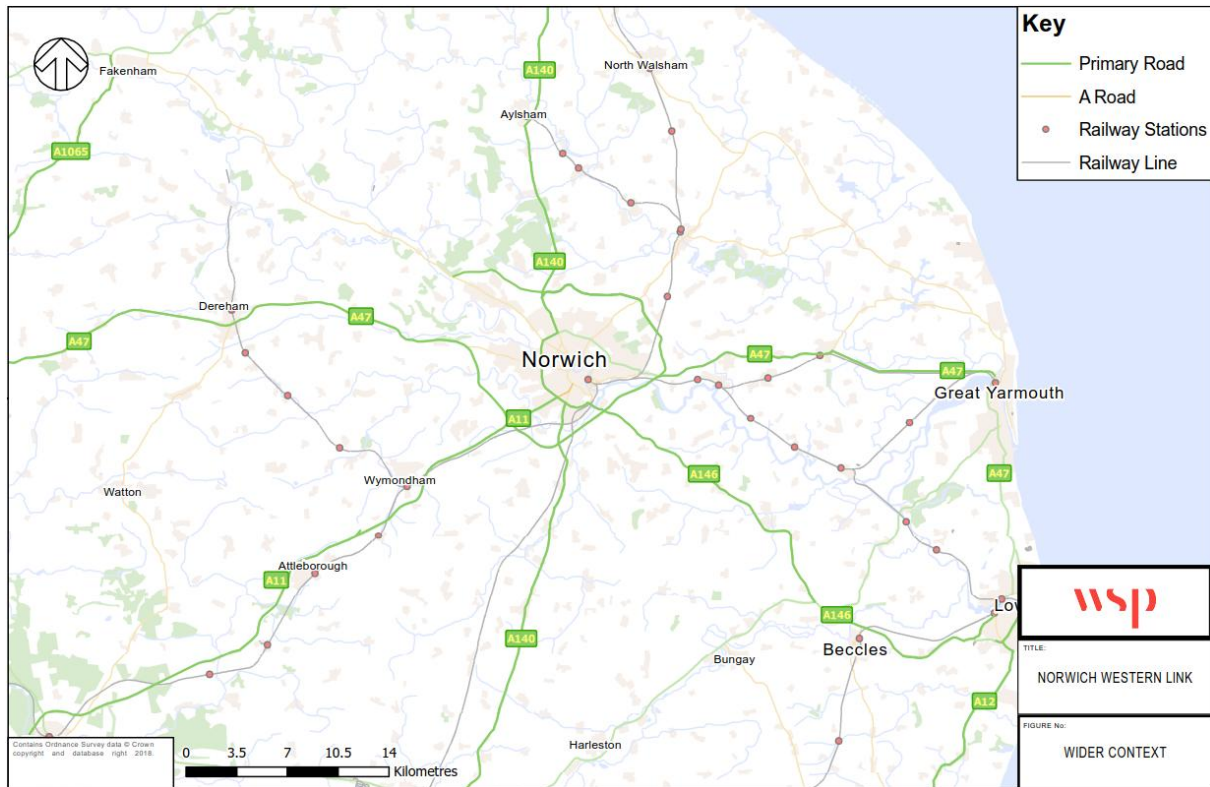 Key
Primary Road
A Road
Railway Stations
Railway Line
Fakenham
A140
North Walsham
Aylsham
A1065
A140
Dereham
A47
A47
Norwich
A47
A47
Great Yarmouth
A11
A146
A47
Wymondham
Watton
Attleborough
A11
A146
Low
A140
Beccles
Bungay
A12
Harleston
wsp
TITLE:
NORWICH WESTERN LINK
FIGURE No:
WIDER CONTEXT
Contains Ordnance Survey data © Crown
copyright and database right 2018.
0 3.5 7 10.5 14
Kilometres